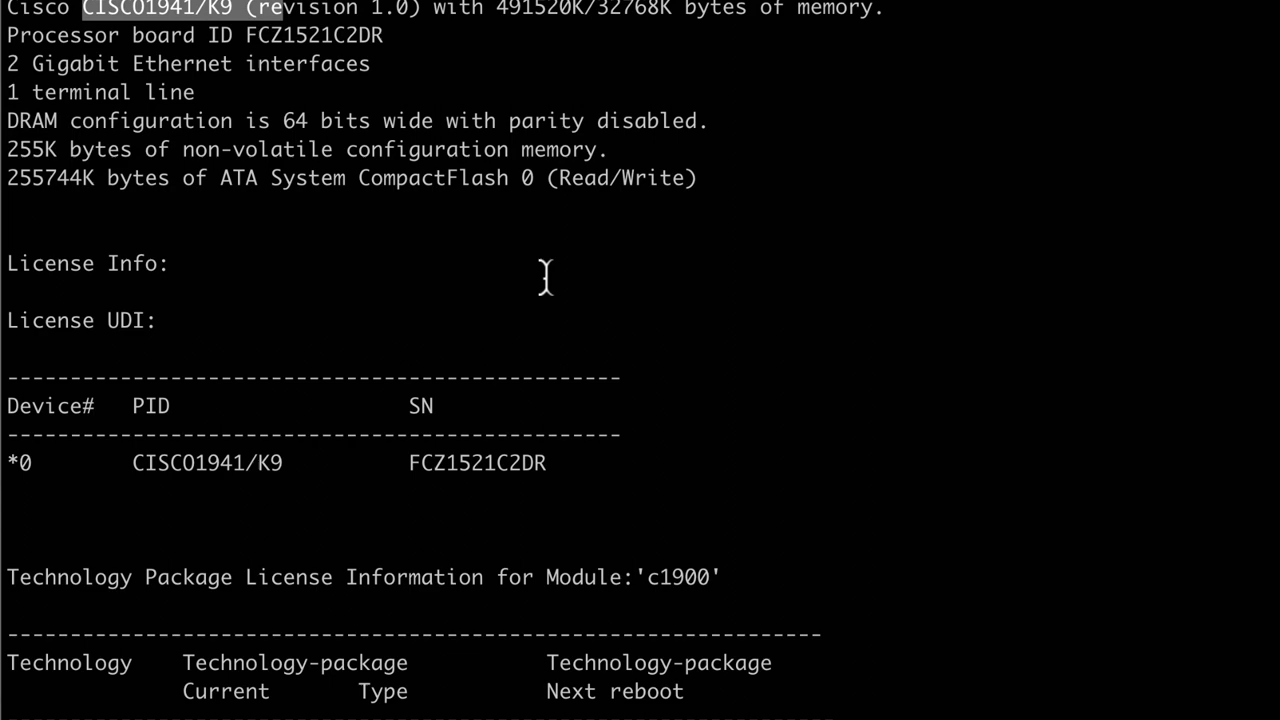 Cisco CISCO1941/K9 (revision 1.0) with 491520K/32768K bytes of memory.
Processor board ID FCZ1521C2DR
2 Gigabit Ethernet interfaces
1 terminal line
DRAM configuration is 64 bits wide with parity disabled.
255K bytes of non-volatile configuration memory.
255744K bytes of ATA System CompactFlash 0 (Read/Write)
License Info:
License UDI:
-------------------------------------------------
Device#   PID                   SN
-------------------------------------------------
*0        CISCO1941/K9          FCZ1521C2DR
Technology Package License Information for Module:'c1900'
-----------------------------------------------------------------
Technology    Technology-package           Technology-package
              Current       Type           Next reboot
------------------------------------------------------------------